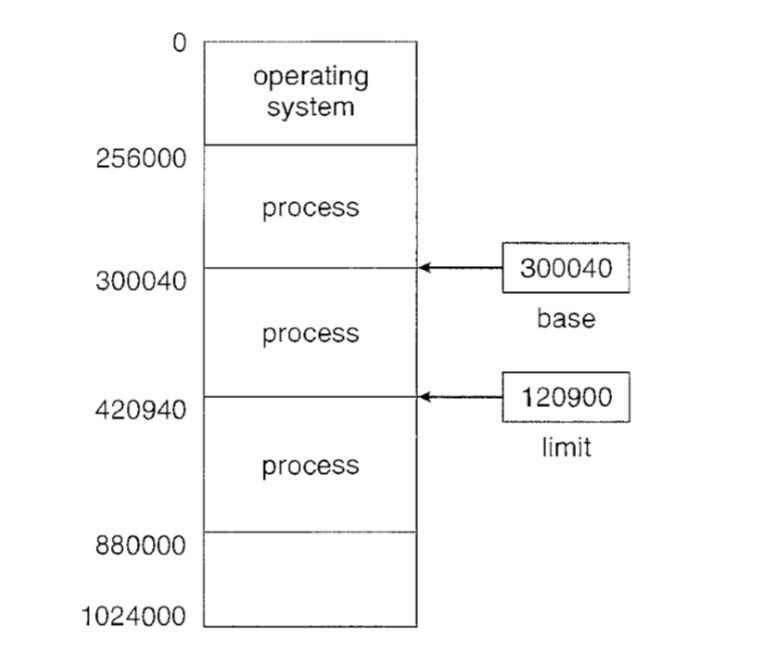 0
operating
system
256000
process
300040
300040
base
process
420940
120900
limit
process
880000
1024000